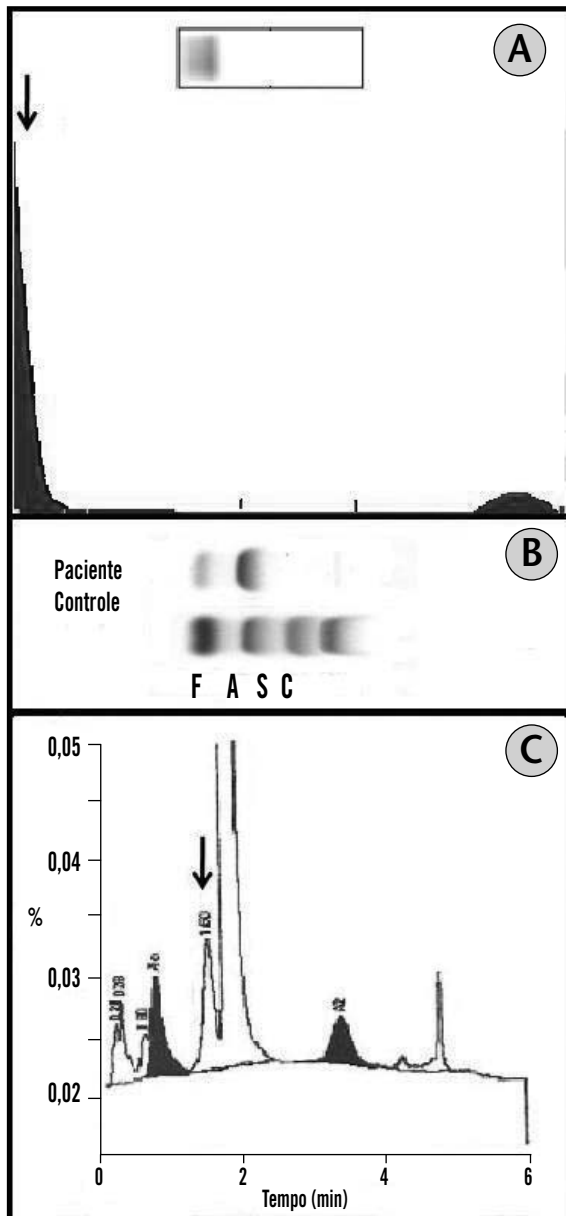 A
B
Paciente
Controle
F A S C
C
0,05
0,04
%
0,03
0,02
A2
0 2 4 6
Tempo (min)